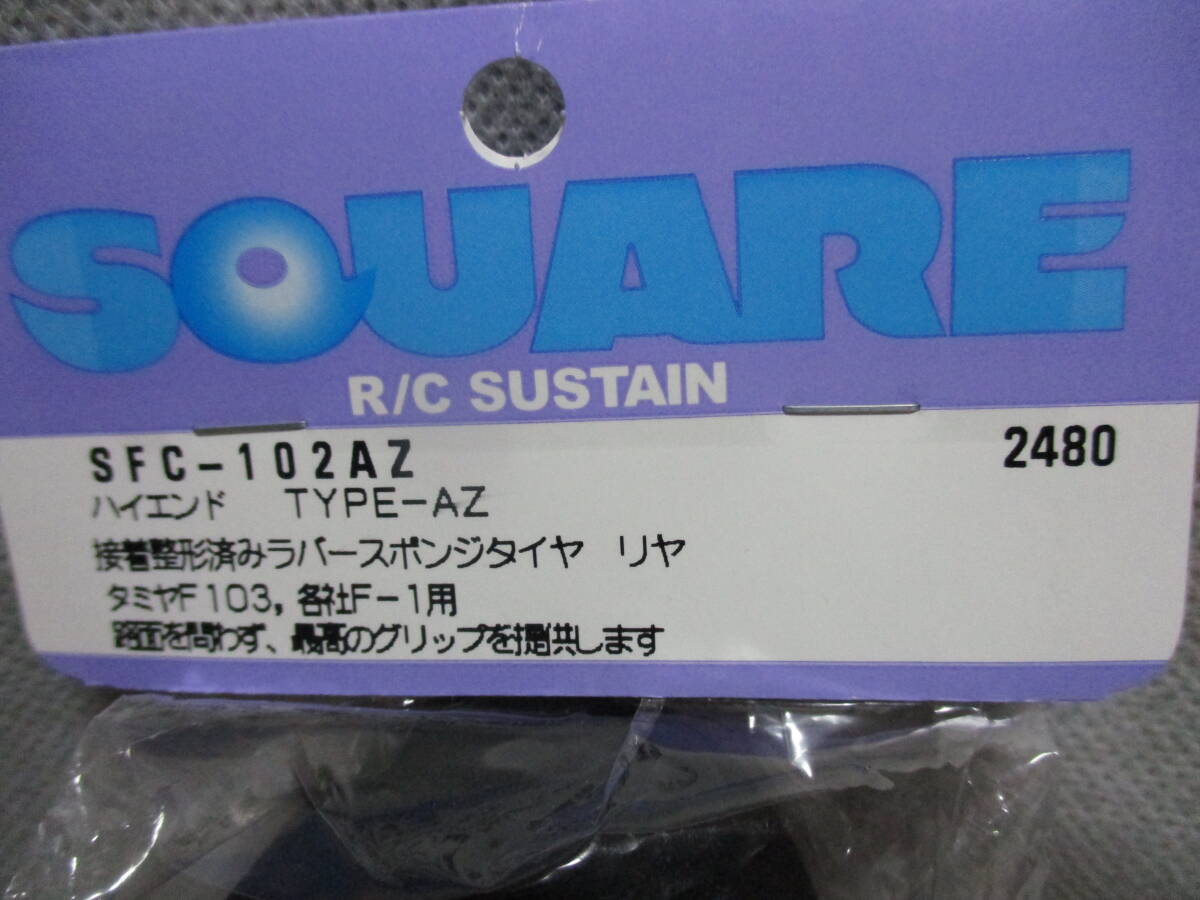 SQUARE
R/C SUSTAIN
SFC-102AZ 2480
ハイエンド TYPE-AZ
接着整形済みラバースポンジタイヤ リヤ
タミヤF103, 各社F-1用
路面を問わず、最高のグリップを提供します